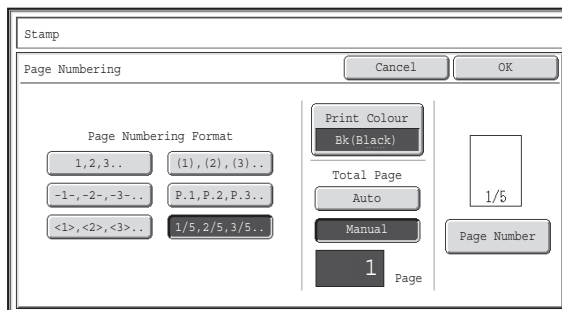 Stamp
Page Numbering
Cancel
OK
Page Numbering Format
1,2,3..
(1),(2),(3)..
-1-,-2-,-3-..
P.1,P.2,P.3..
<1>,<2>,<3>..
1/5,2/5,3/5..
Print Colour
Bk(Black)
Total Page
Auto
Manual
1 Page
1/5
Page Number